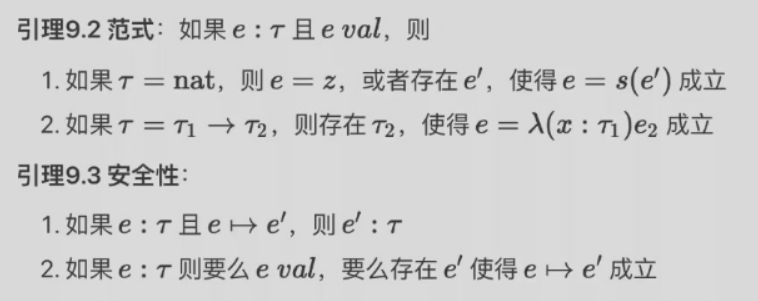 引理9.2 范式：如果 e : τ 且 e val，则
1. 如果 τ = nat，则 e = z，或者存在 e′，使得 e = s(e′) 成立
2. 如果 τ = τ₁ → τ₂，则存在 τ₂，使得 e = λ(x : τ₁)e₂ 成立
引理9.3 安全性：
1. 如果 e : τ 且 e ↦ e′，则 e′ : τ
2. 如果 e : τ 则要么 e val，要么存在 e′ 使得 e ↦ e′ 成立